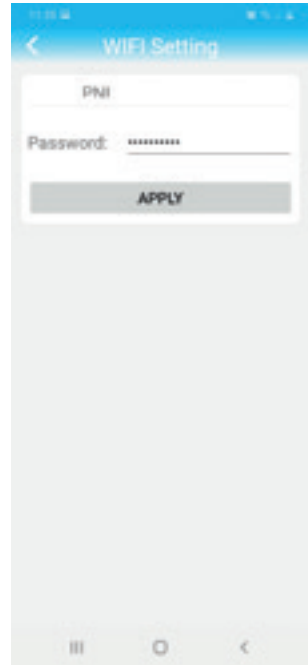 WIFI Setting
PNI
Password: ••••••••••
APPLY